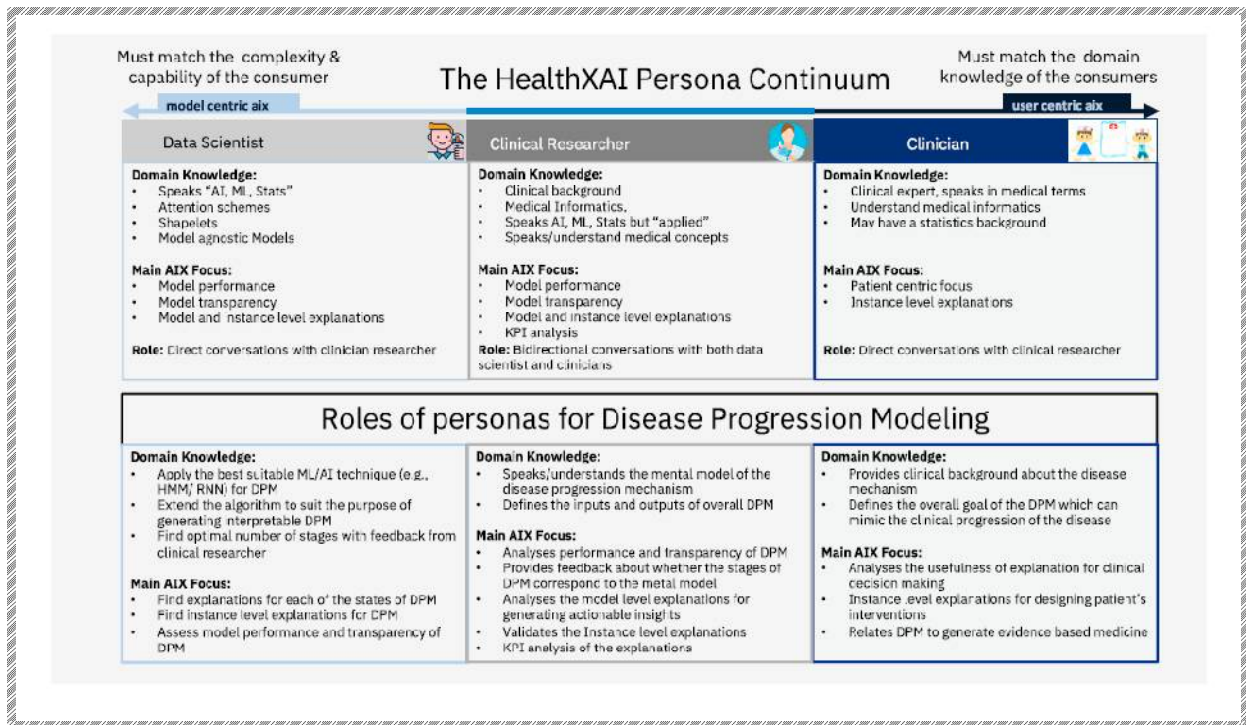 Must match the complexity &
capability of the consumer
The HealthXAI Persona Continuum
Must match the domain
knowledge of the consumers
model centric aix
user centric aix
Data Scientist
Clinical Researcher
Clinician
Domain Knowledge:
• Speaks "AI, ML, Stats"
• Attention schemes
• Shapelets
• Model agnostic Models
Main AIX Focus:
• Model performance
• Model transparency
• Model and instance level explanations
Role: Direct conversations with clinician researcher
Domain Knowledge:
• Clinical background
• Medical Informatics,
• Speaks AI, ML, Stats but "applied"
• Speaks/understand medical concepts
Main AIX Focus:
• Model performance
• Model transparency
• Model and instance level explanations
• KPI analysis
Role: Bidirectional conversations with both data
scientist and clinicians
Domain Knowledge:
• Clinical expert, speaks in medical terms
• Understand medical informatics
• May have a statistics background
Main AIX Focus:
• Patient centric focus
• Instance level explanations
Role: Direct conversations with clinical researcher
Roles of personas for Disease Progression Modeling
Domain Knowledge:
• Apply the best suitable ML/AI technique (e.g.,
HMM/ RNN) for DPM
• Extend the algorithm to suit the purpose of
generating interpretable DPM
• Find optimal number of stages with feedback from
clinical researcher
Main AIX Focus:
• Find explanations for each of the states of DPM
• Find instance level explanations for DPM
• Assess model performance and transparency of
DPM
Domain Knowledge:
• Speaks/understands the mental model of the
disease progression mechanism
• Defines the inputs and outputs of overall DPM
Main AIX Focus:
• Analyses performance and transparency of DPM
• Provides feedback about whether the stages of
DPM correspond to the metal model
• Analyses the model level explanations for
generating actionable insights
• Validates the Instance level explanations
• KPI analysis of the explanations
Domain Knowledge:
• Provides clinical background about the disease
mechanism
• Defines the overall goal of the DPM which can
mimic the clinical progression of the disease
Main AIX Focus:
• Analyses the usefulness of explanation for clinical
decision making
• Instance level explanations for designing patient's
interventions
• Relates DPM to generate evidence based medicine